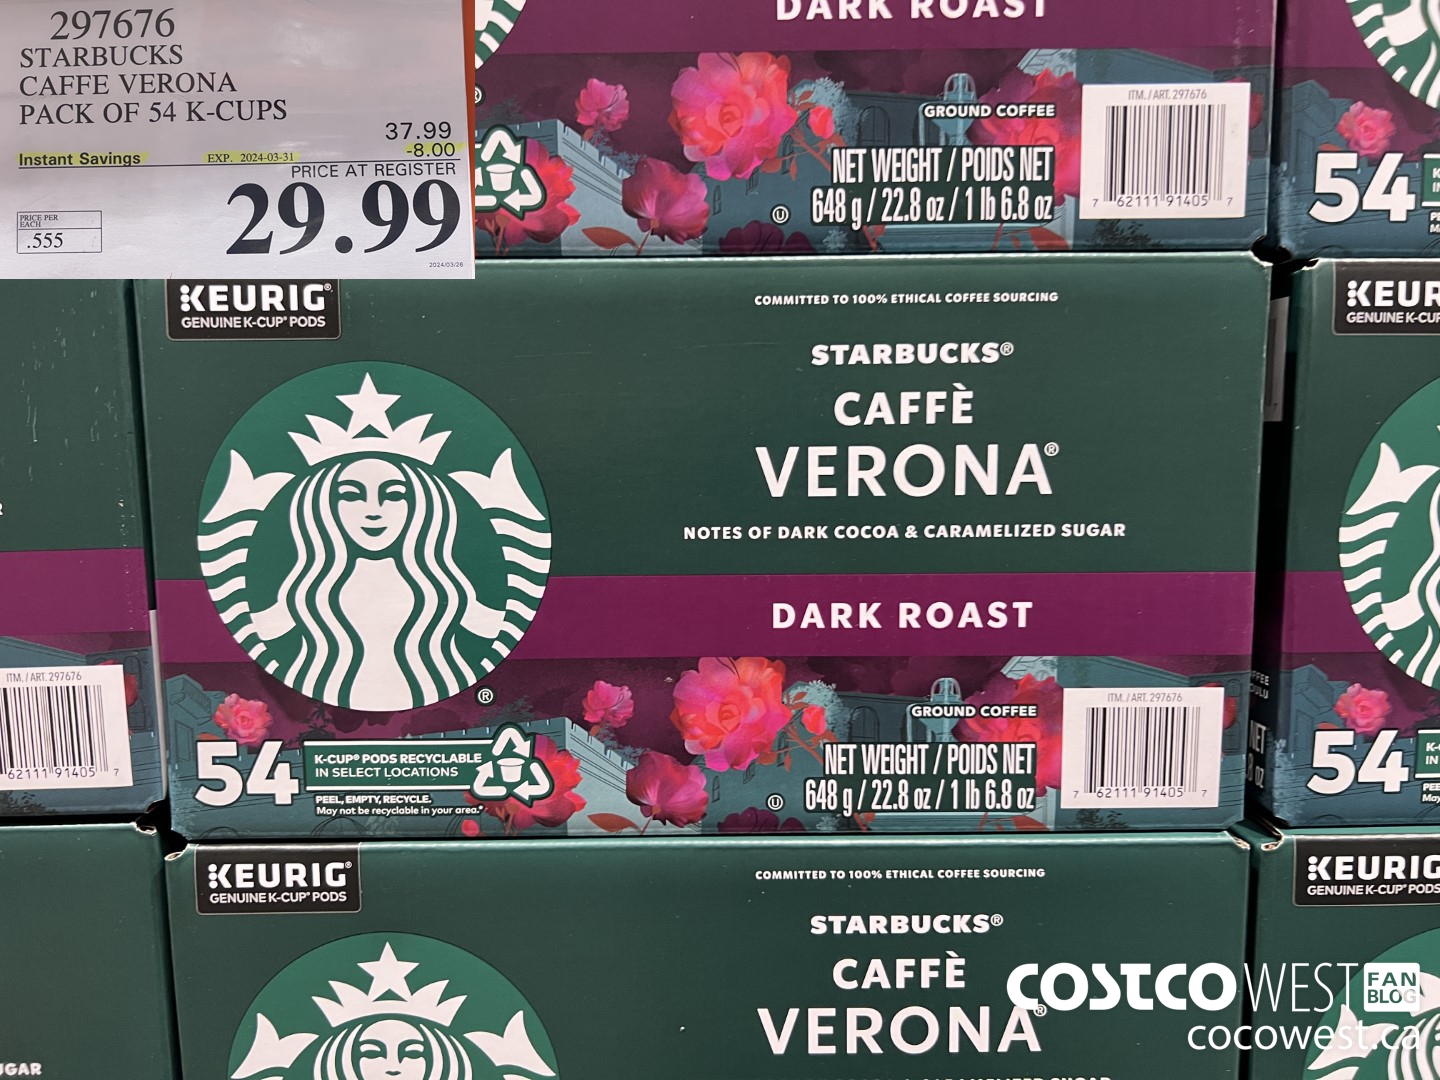 297676
STARBUCKS
CAFFE VERONA
PACK OF 54 K-CUPS
37.99
Instant Savings EXP. 2024-03-31 -8.00
PRICE AT REGISTER
29.99
PRICE PER
EACH
.555
2024/03/26
DARK ROAST
GROUND COFFEE
NET WEIGHT / POIDS NET
648 g / 22.8 oz / 1 lb 6.8 oz
ITM. / ART. 297676
7 62111 91405 7
54
KEURIG®
GENUINE K-CUP® PODS
COMMITTED TO 100% ETHICAL COFFEE SOURCING
STARBUCKS®
CAFFÈ
VERONA®
NOTES OF DARK COCOA & CARAMELIZED SUGAR
DARK ROAST
54
K-CUP® PODS RECYCLABLE
IN SELECT LOCATIONS
PEEL, EMPTY, RECYCLE.
May not be recyclable in your area.*
GROUND COFFEE
NET WEIGHT / POIDS NET
648 g / 22.8 oz / 1 lb 6.8 oz
ITM. / ART. 297676
7 62111 91405 7
ITM. / ART. 297676
62111 91405 7
KEUR
GENUINE K-CUP
54
KEURIG®
GENUINE K-CUP® PODS
COMMITTED TO 100% ETHICAL COFFEE SOURCING
STARBUCKS®
CAFFÈ
VERONA®
KEURIG
GENUINE K-CUP® PODS
UGAR
COSTCO WEST FAN BLOG
cocowest.ca